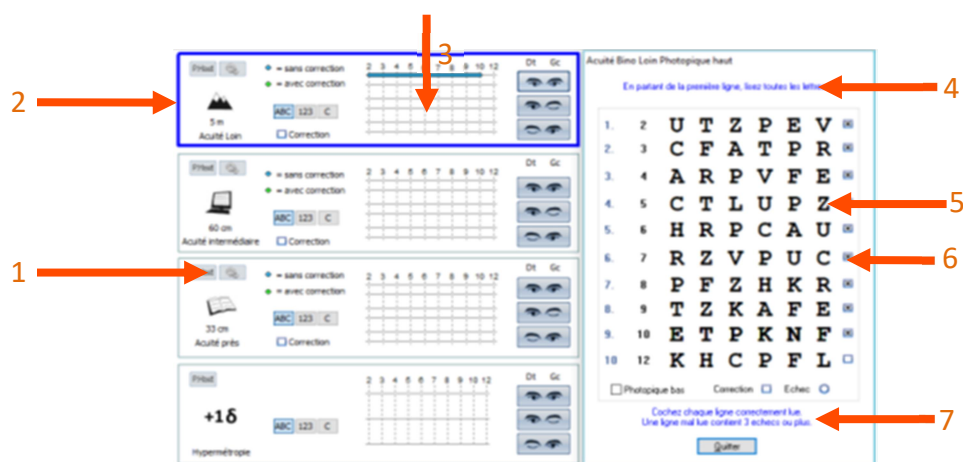 3
PHod
= sans correction
= avec correction
2 3 4 5 6 7 8 9 10 12
Dt Gc
ABC 123 C
5 m
Acuité Loin
Correction
2
PHod
= sans correction
= avec correction
2 3 4 5 6 7 8 9 10 12
Dt Gc
ABC 123 C
60 cm
Acuité intermédiaire
Correction
1
= sans correction
= avec correction
2 3 4 5 6 7 8 9 10 12
Dt Gc
ABC 123 C
33 cm
Acuité près
Correction
PHod
2 3 4 5 6 7 8 9 10 12
Dt Gc
+1δ
ABC 123 C
Hypermétropie
Acuité Bino Loin Photopique haut
En partant de la première ligne, lisez toutes les
4
1. 2 U T Z P E V
2. 3 C F A T P R
3. 4 A R P V F E
4. 5 C T L U P Z
5
5. 6 H R P C A U
6. 7 R Z V P U C
6
7. 8 P F Z H K R
8. 9 T Z K A F E
9. 10 E T P K N F
10 12 K H C P F L
Photopique bas Correction Echec
Cochez chaque ligne correctement lue.
Une ligne mal lue contient 3 echecs ou plus.
7
Quitter